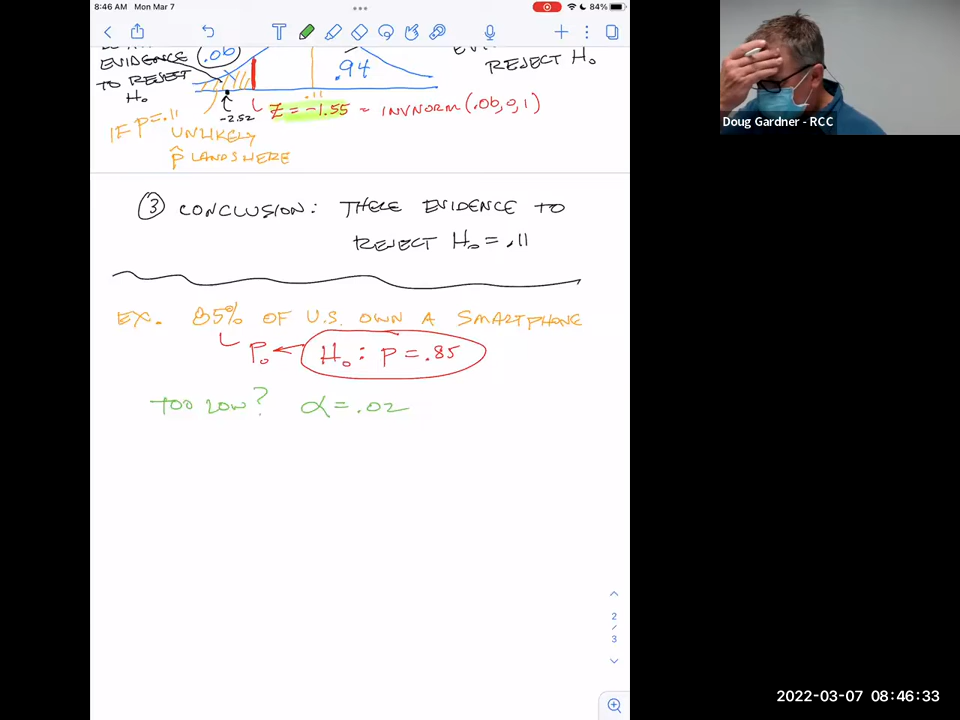 8:46 AM Mon Mar 7
84%
EVIDENCE
TO REJECT
H₀
.06
.94
REJECT H₀
-2.52
.11
Z = -1.55 = INVNORM(.06,0,1)
IF p=.11
UNLIKELY
p̂ LANDS HERE
③ CONCLUSION: THERE EVIDENCE TO
REJECT H₀ = .11
EX. 85% OF U.S. OWN A SMARTPHONE
P₀ ← H₀: P = .85
TOO LOW? α = .02
2
/
3
Doug Gardner - RCC
2022-03-07 08:46:33